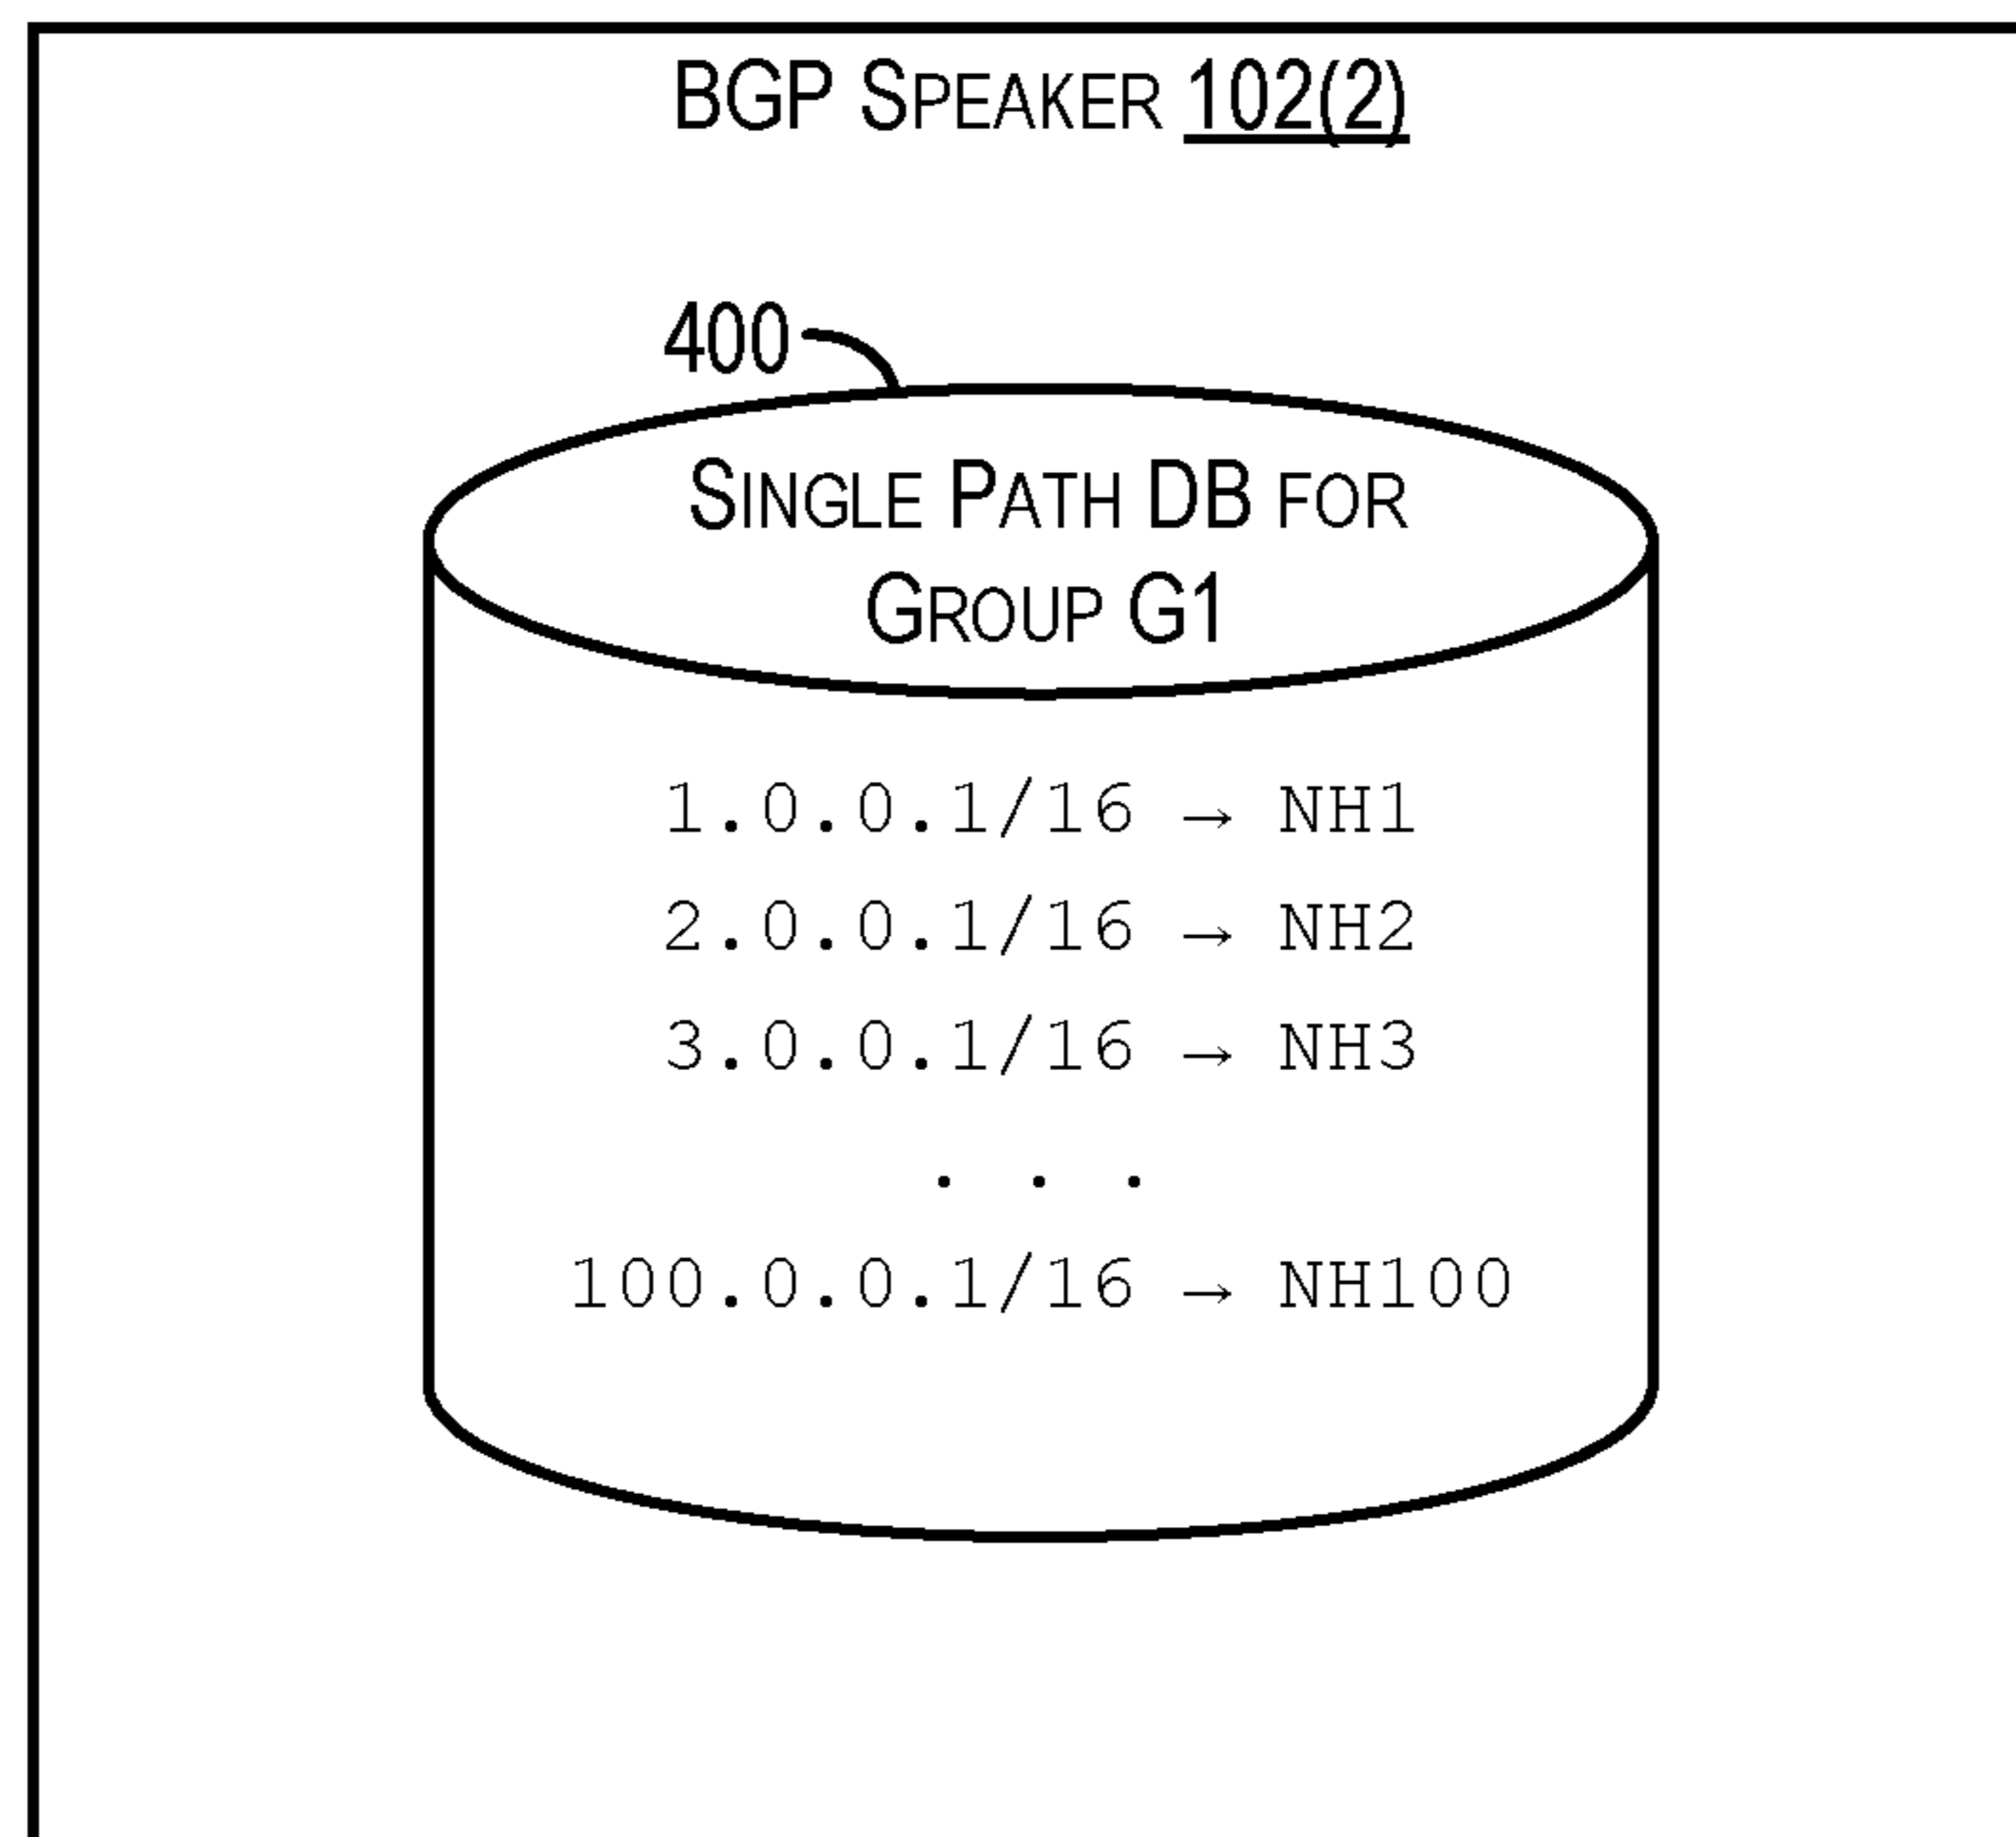 BGP SPEAKER 102(2)
400
SINGLE PATH DB FOR
GROUP G1
1.0.0.1/16 → NH1
2.0.0.1/16 → NH2
3.0.0.1/16 → NH3
. . .
100.0.0.1/16 → NH100